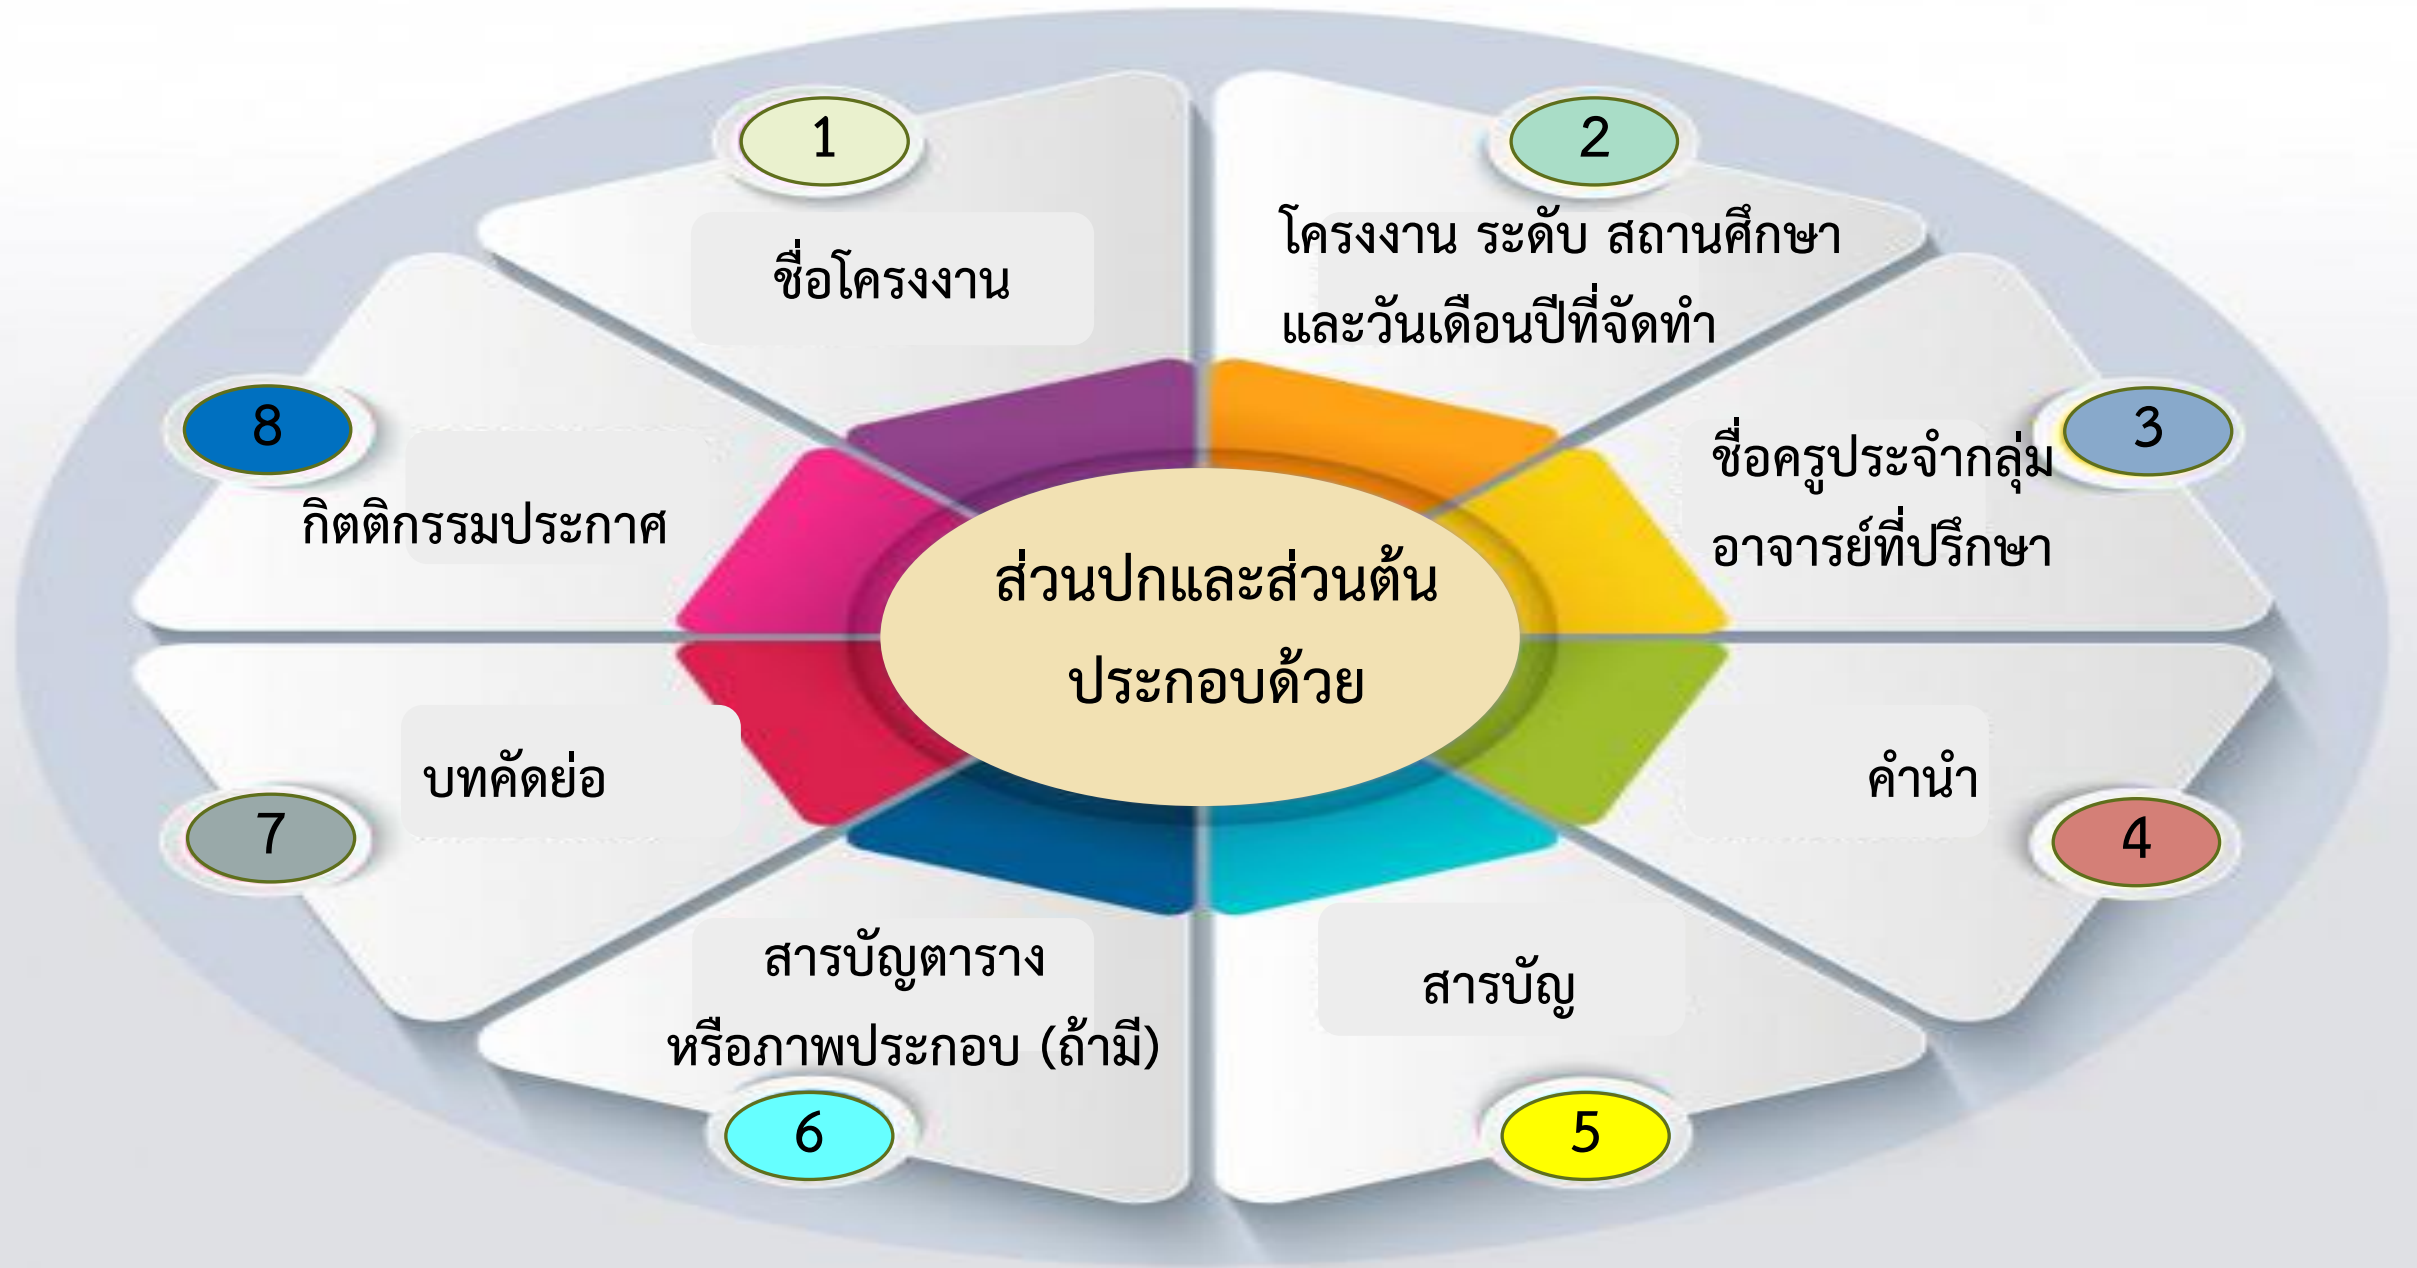 ส่วนปกและส่วนต้น
ประกอบด้วย
1
ชื่อโครงงาน
2
โครงงาน ระดับ สถานศึกษา
และวันเดือนปีที่จัดทำ
3
ชื่อครูประจำกลุ่ม
อาจารย์ที่ปรึกษา
4
คำนำ
5
สารบัญ
6
สารบัญตาราง
หรือภาพประกอบ (ถ้ามี)
7
บทคัดย่อ
8
กิตติกรรมประกาศ